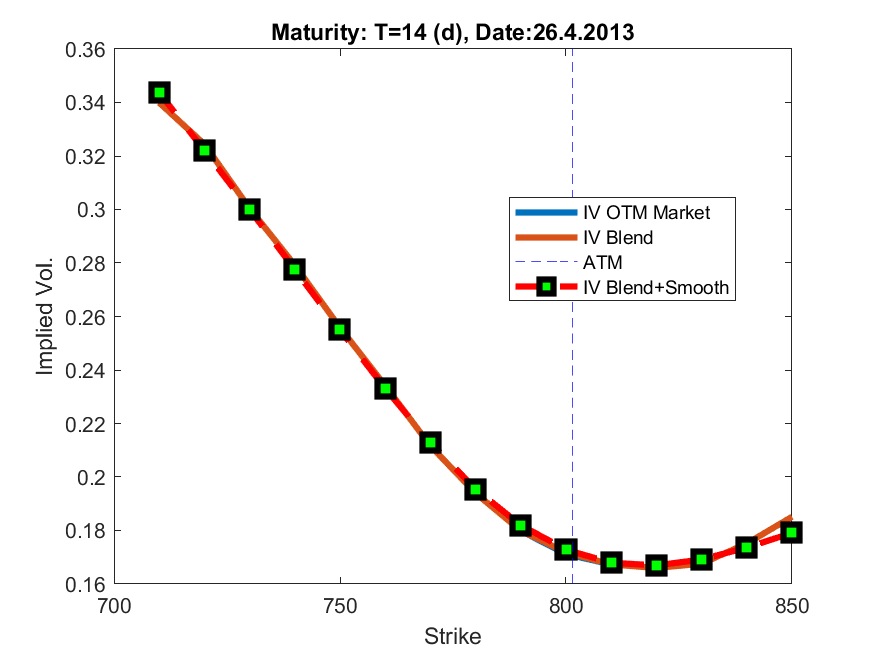 Maturity: T=14 (d), Date:26.4.2013
0.36
0.34
0.32
0.3
0.28
0.26
0.24
0.22
0.2
0.18
0.16
Implied Vol.
IV OTM Market
IV Blend
ATM
IV Blend+Smooth
700
750
800
850
Strike